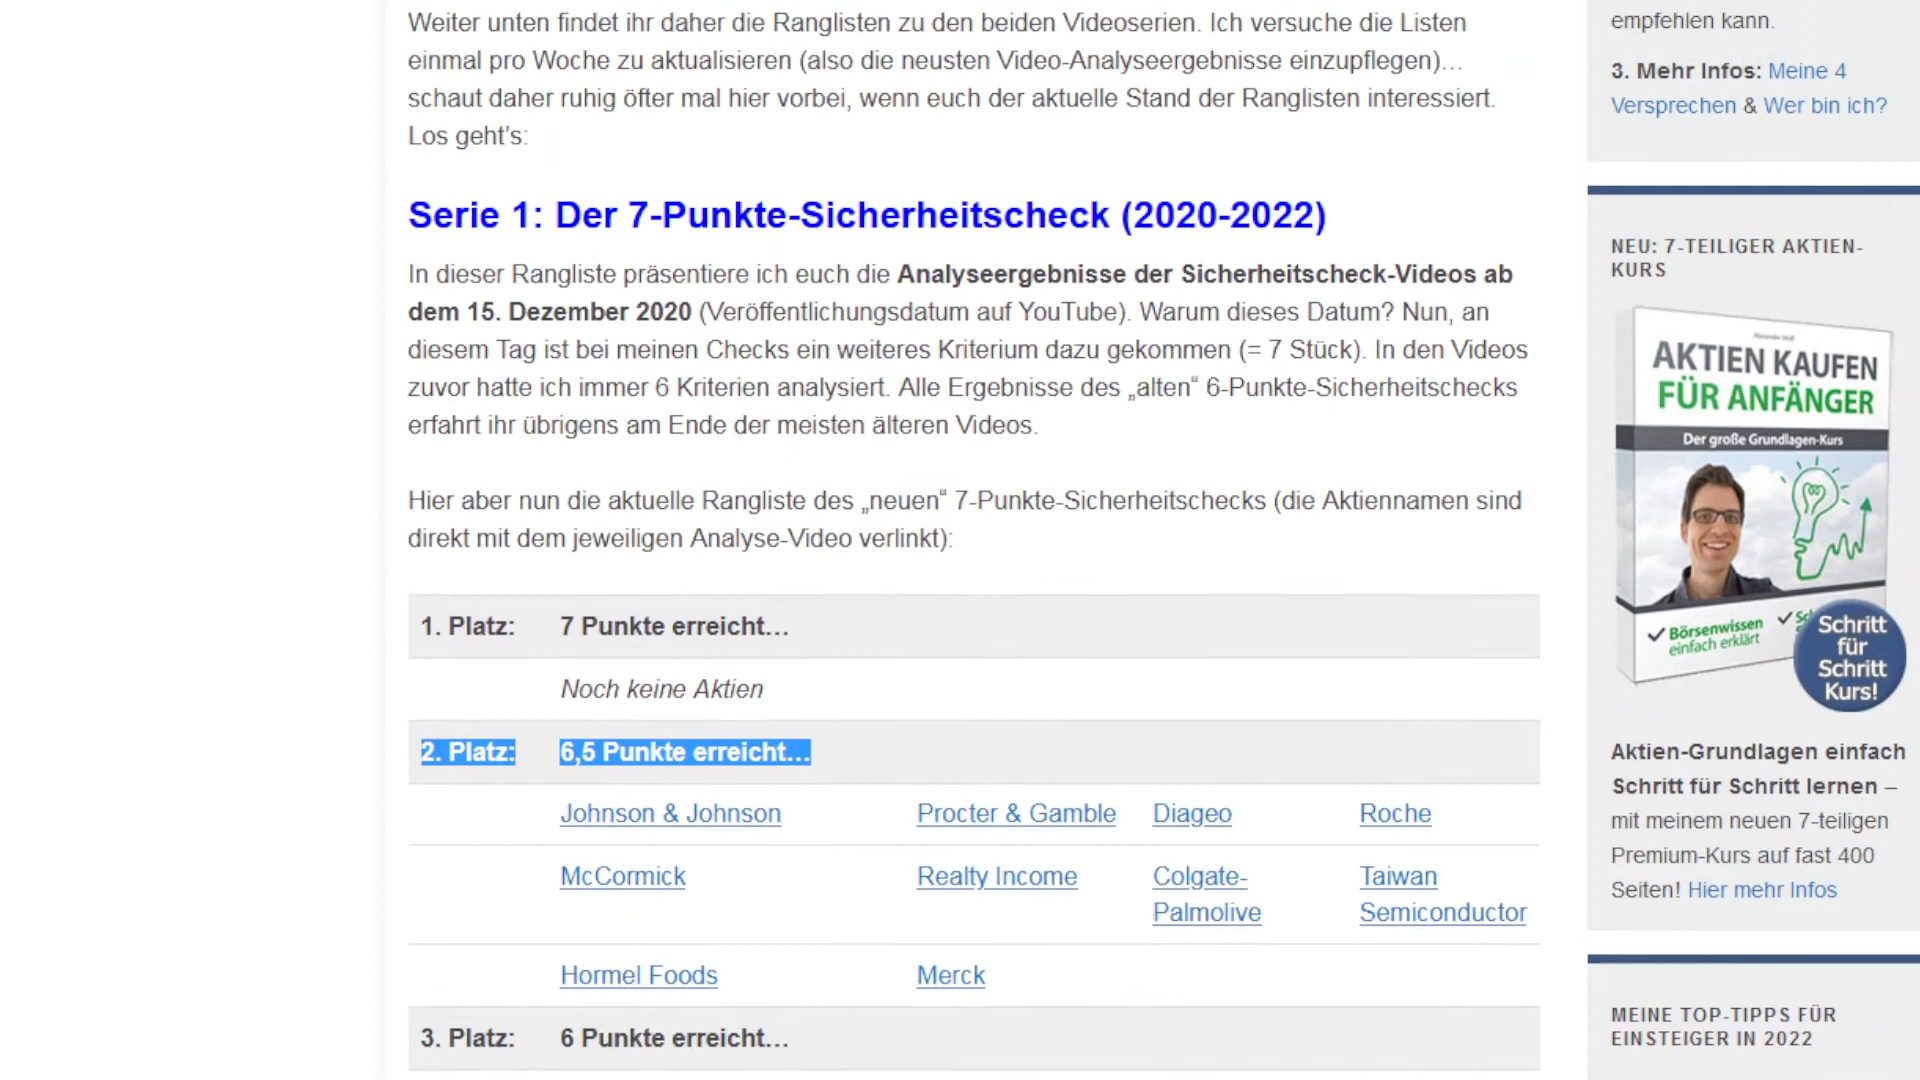 Weiter unten findet ihr daher die Ranglisten zu den beiden Videoserien. Ich versuche die Listen
einmal pro Woche zu aktualisieren (also die neusten Video-Analyseergebnisse einzupflegen)…
schaut daher ruhig öfter mal hier vorbei, wenn euch der aktuelle Stand der Ranglisten interessiert.
Los geht’s:
Serie 1: Der 7-Punkte-Sicherheitscheck (2020-2022)
In dieser Rangliste präsentiere ich euch die Analyseergebnisse der Sicherheitscheck-Videos ab
dem 15. Dezember 2020 (Veröffentlichungsdatum auf YouTube). Warum dieses Datum? Nun, an
diesem Tag ist bei meinen Checks ein weiteres Kriterium dazu gekommen (= 7 Stück). In den Videos
zuvor hatte ich immer 6 Kriterien analysiert. Alle Ergebnisse des „alten“ 6-Punkte-Sicherheitschecks
erfahrt ihr übrigens am Ende der meisten älteren Videos.
Hier aber nun die aktuelle Rangliste des „neuen“ 7-Punkte-Sicherheitschecks (die Aktiennamen sind
direkt mit dem jeweiligen Analyse-Video verlinkt):
1. Platz: 7 Punkte erreicht…
Noch keine Aktien
2. Platz: 6,5 Punkte erreicht…
Johnson & Johnson Procter & Gamble Diageo Roche
McCormick Realty Income Colgate- Taiwan
Palmolive Semiconductor
Hormel Foods Merck
3. Platz: 6 Punkte erreicht…
empfehlen kann.
3. Mehr Infos: Meine 4
Versprechen & Wer bin ich?
NEU: 7-TEILIGER AKTIEN-
KURS
AKTIEN KAUFEN
FÜR ANFÄNGER
Der große Grundlagen-Kurs
Börsenwissen
einfach erklärt
Schritt
für
Schritt
Kurs!
Aktien-Grundlagen einfach
Schritt für Schritt lernen –
mit meinem neuen 7-teiligen
Premium-Kurs auf fast 400
Seiten! Hier mehr Infos
MEINE TOP-TIPPS FÜR
EINSTEIGER IN 2022